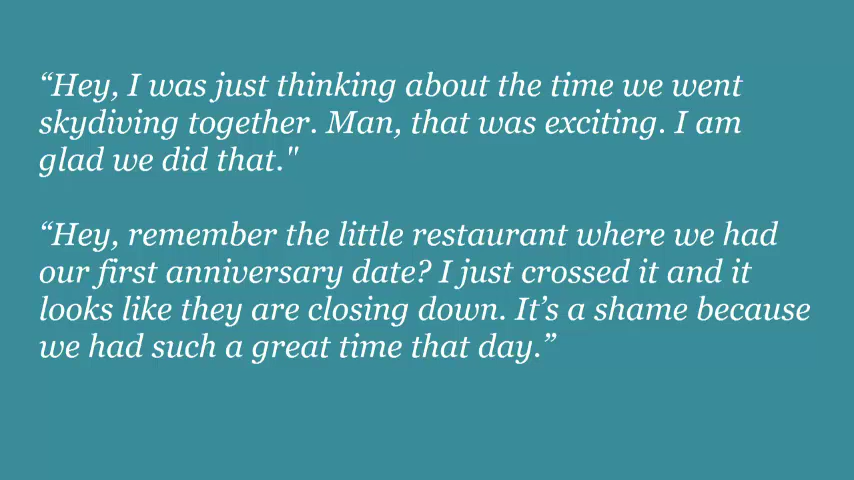 “Hey, I was just thinking about the time we went
skydiving together. Man, that was exciting. I am
glad we did that."
“Hey, remember the little restaurant where we had
our first anniversary date? I just crossed it and it
looks like they are closing down. It’s a shame because
we had such a great time that day.”